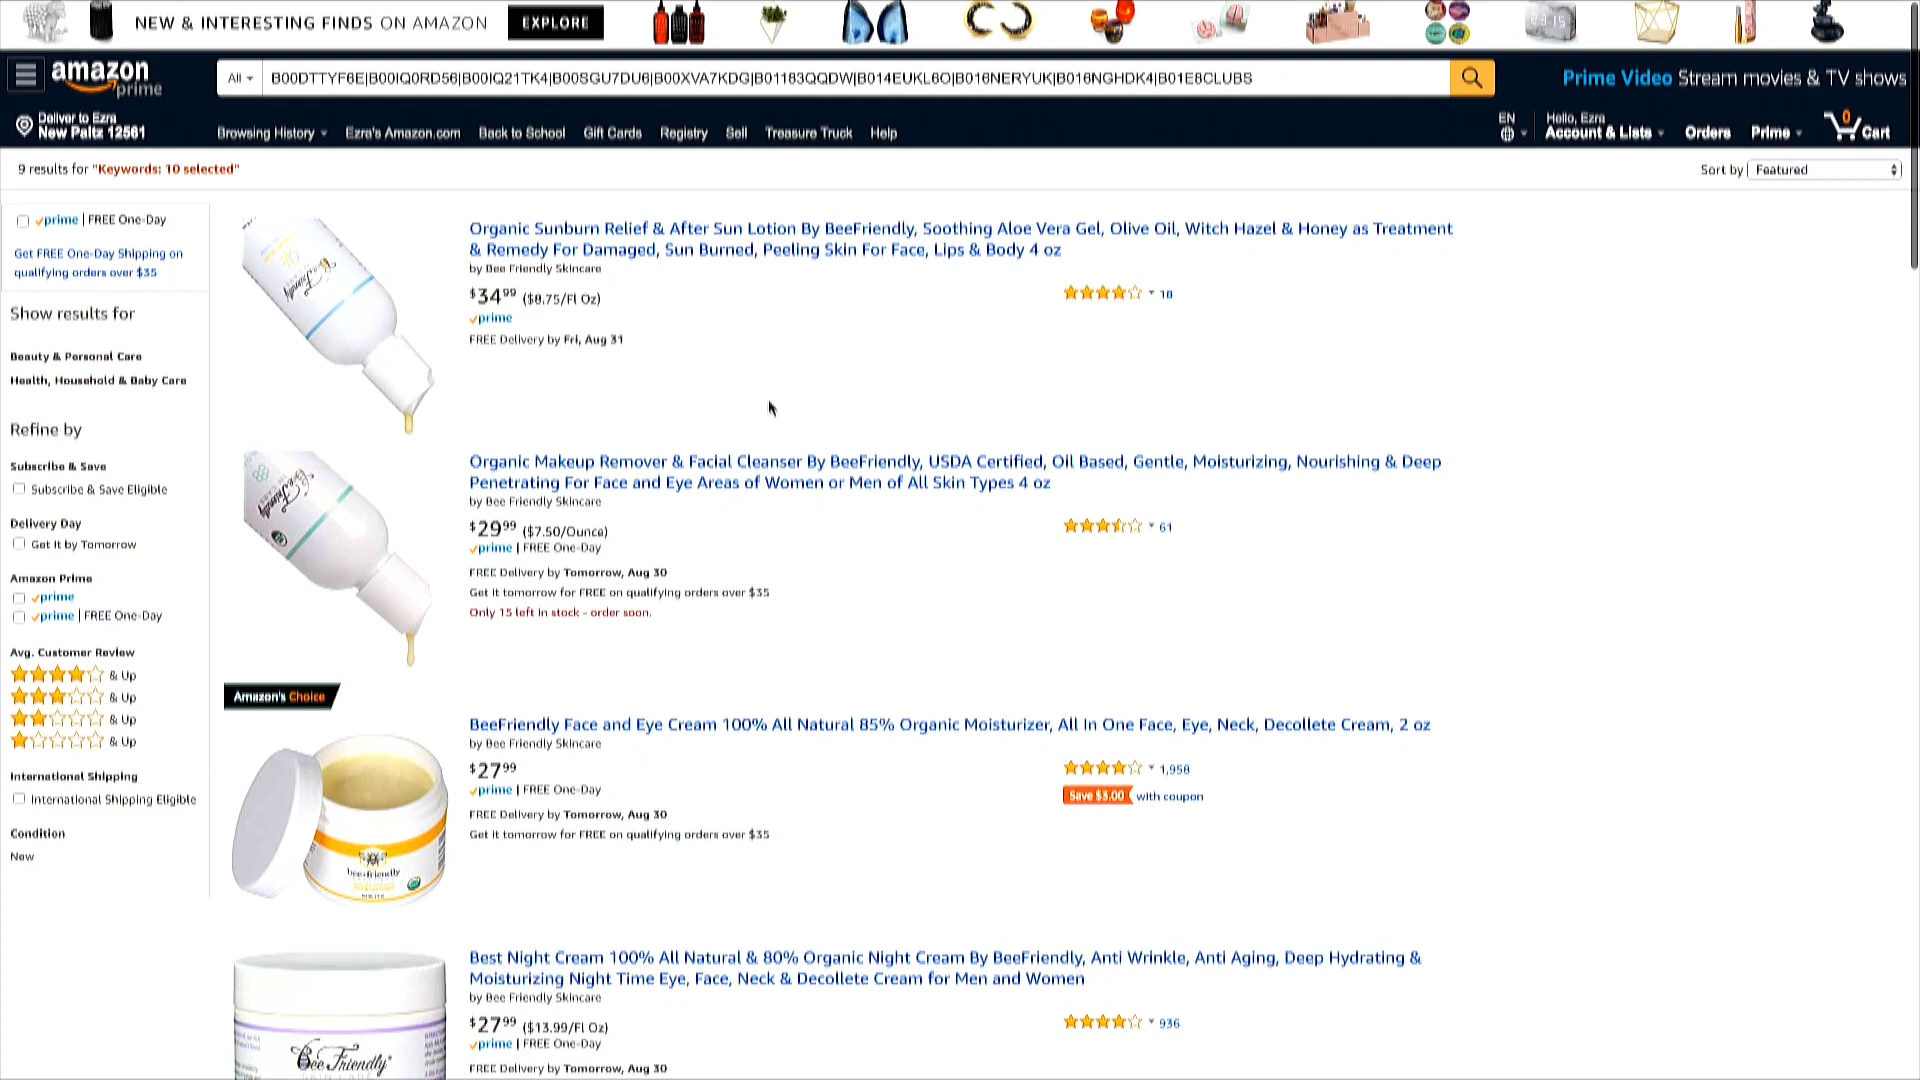 NEW & INTERESTING FINDS ON AMAZON EXPLORE
amazon prime
All B00DTTYF6E|B00IQ0RD56|B00IQ21TK4|B00SGU7DU6|B00XVA7KDG|B01183QQDW|B014EUKL6O|B016NERYUK|B016NGHDK4|B01E8CLUBS
Prime Video Stream movies & TV shows
Deliver to Ezra
New Paltz 12561
Browsing History Ezra's Amazon.com Back to School Gift Cards Registry Sell Treasure Truck Help
EN
Hello, Ezra
Account & Lists Orders Prime 0 Cart
9 results for "Keywords: 10 selected"
Sort by Featured
prime | FREE One-Day
Get FREE One-Day Shipping on
qualifying orders over $35
Show results for
Beauty & Personal Care
Health, Household & Baby Care
Refine by
Subscribe & Save
Subscribe & Save Eligible
Delivery Day
Get It by Tomorrow
Amazon Prime
prime
prime | FREE One-Day
Avg. Customer Review
& Up
& Up
& Up
& Up
International Shipping
International Shipping Eligible
Condition
New
Organic Sunburn Relief & After Sun Lotion By BeeFriendly, Soothing Aloe Vera Gel, Olive Oil, Witch Hazel & Honey as Treatment
& Remedy For Damaged, Sun Burned, Peeling Skin For Face, Lips & Body 4 oz
by Bee Friendly Skincare
$34.99 ($8.75/Fl Oz)
18
prime
FREE Delivery by Fri, Aug 31
Organic Makeup Remover & Facial Cleanser By BeeFriendly, USDA Certified, Oil Based, Gentle, Moisturizing, Nourishing & Deep
Penetrating For Face and Eye Areas of Women or Men of All Skin Types 4 oz
by Bee Friendly Skincare
$29.99 ($7.50/Ounce)
61
prime | FREE One-Day
FREE Delivery by Tomorrow, Aug 30
Get it tomorrow for FREE on qualifying orders over $35
Only 15 left in stock - order soon.
Amazon's Choice
BeeFriendly Face and Eye Cream 100% All Natural 85% Organic Moisturizer, All In One Face, Eye, Neck, Decollete Cream, 2 oz
by Bee Friendly Skincare
$27.99
1,958
prime | FREE One-Day
Save $3.00 with coupon
FREE Delivery by Tomorrow, Aug 30
Get it tomorrow for FREE on qualifying orders over $35
bee friendly
Best Night Cream 100% All Natural & 80% Organic Night Cream By BeeFriendly, Anti Wrinkle, Anti Aging, Deep Hydrating &
Moisturizing Night Time Eye, Face, Neck & Decollete Cream for Men and Women
by Bee Friendly Skincare
$27.99 ($13.99/Fl Oz)
936
prime | FREE One-Day
FREE Delivery by Tomorrow, Aug 30
Bee Friendly
SKIN CARE